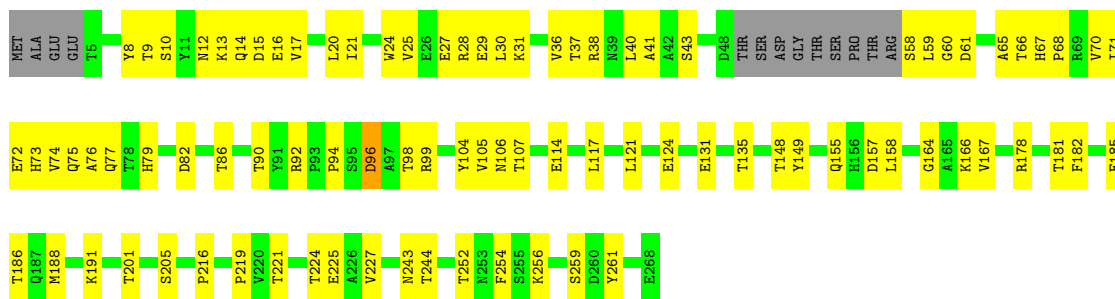 MET ALA GLU GLU T5 Y8 T9 S10 Y11 N12 K13 Q14 D15 E16 V17 L20 I21 W24 V25 E26 E27 R28 E29 L30 K31 V36 T37 R38 N39 L40 A41 A42 S43 D48 THR SER ASP GLY THR SER PRO THR ARG S58 L59 G60 D61 A65 T66 H67 P68 R69 V70
E72 H73 V74 Q75 A76 Q77 T78 H79 D82 T86 T90 Y91 R92 P93 P94 S95 D96 A97 T98 R99 Y104 V105 N106 T107 E114 L117 L121 E124 E131 T135 T148 Y149 Q155 H156 D157 L158 G164 A165 K166 V167 R178 T181 F182
T186 Q187 M188 K191 T201 S205 P216 P219 V220 T221 T224 E225 A226 V227 N243 T244 T252 N253 F254 S255 K256 S259 D260 Y261 E268